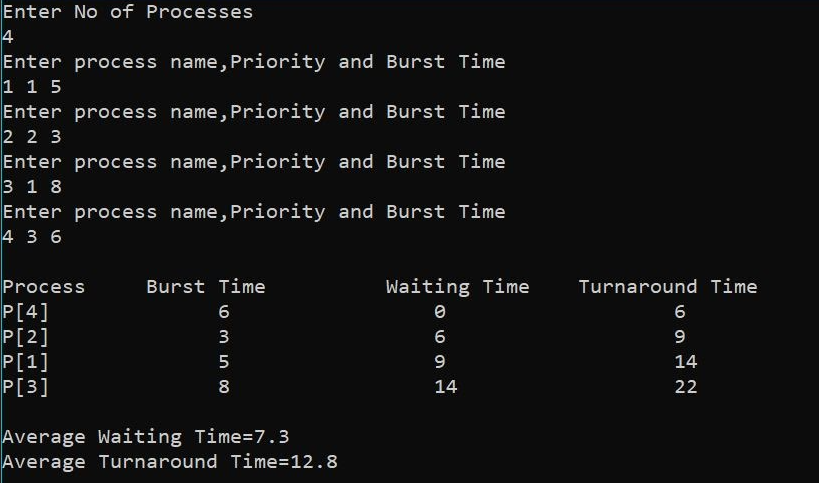 Enter No of Processes
4
Enter process name,Priority and Burst Time
1 1 5
Enter process name,Priority and Burst Time
2 2 3
Enter process name,Priority and Burst Time
3 1 8
Enter process name,Priority and Burst Time
4 3 6
Process Burst Time Waiting Time Turnaround Time
P[4] 6 0 6
P[2] 3 6 9
P[1] 5 9 14
P[3] 8 14 22
Average Waiting Time=7.3
Average Turnaround Time=12.8